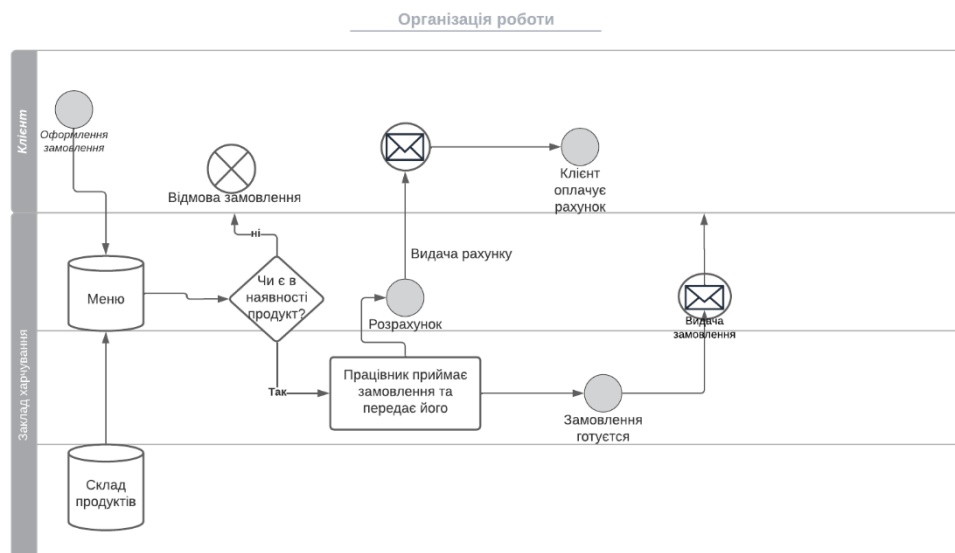 Організація роботи
Клієнт
Оформлення
замовлення
Відмова замовлення
Клієнт
оплачує
рахунок
Заклад харчування
ні
Видача рахунку
Меню
Чи є в
наявності
продукт?
Розрахунок
Видача
замовлення
Так
Працівник приймає
замовлення та
передає його
Замовлення
готуєтся
Склад
продуктів